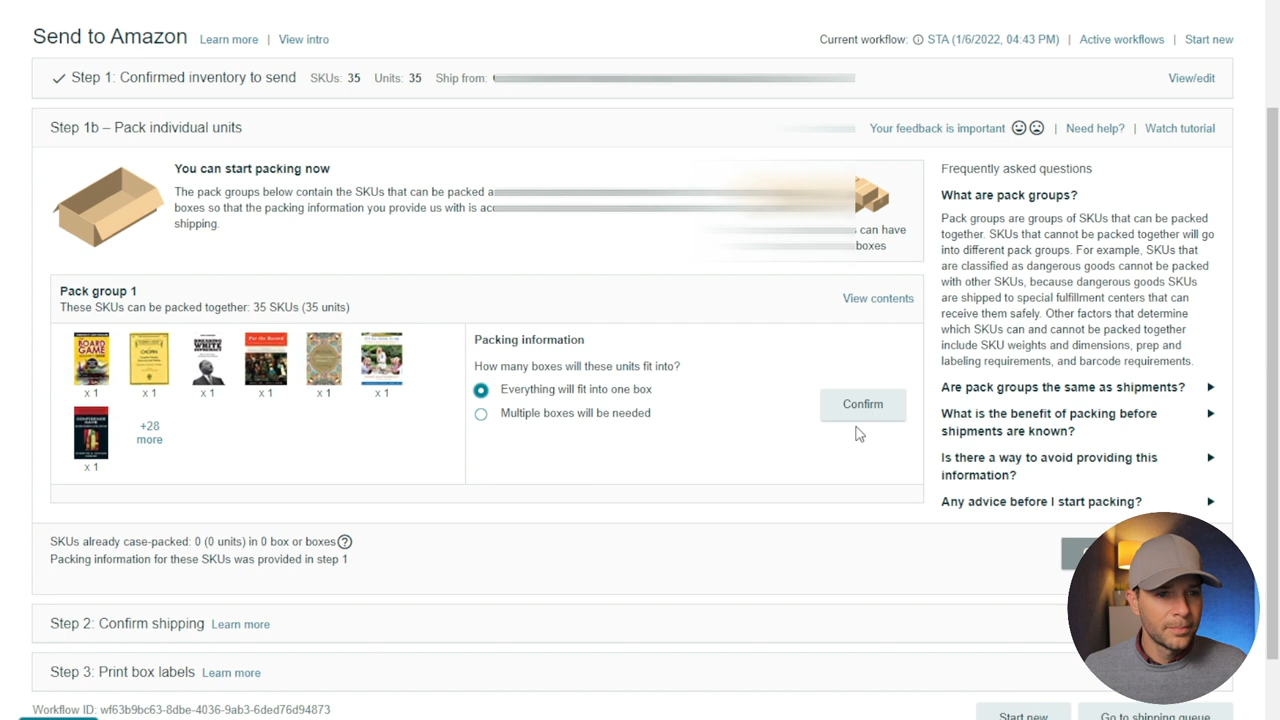 Send to Amazon Learn more | View intro
Current workflow: STA (1/6/2022, 04:43 PM) | Active workflows | Start new
Step 1: Confirmed inventory to send SKUs: 35 Units: 35 Ship from:
View/edit
Step 1b – Pack individual units
Your feedback is important | Need help? | Watch tutorial
You can start packing now
The pack groups below contain the SKUs that can be packed
boxes so that the packing information you provide us with is
shipping.
can have
boxes
Pack group 1
These SKUs can be packed together: 35 SKUs (35 units)
View contents
BOARD
GAME
CHOPIN
x 1
x 1
x 1
x 1
x 1
x 1
x 1
+28
more
Packing information
How many boxes will these units fit into?
Everything will fit into one box
Multiple boxes will be needed
Confirm
SKUs already case-packed: 0 (0 units) in 0 box or boxes ?
Packing information for these SKUs was provided in step 1
Frequently asked questions
What are pack groups?
Pack groups are groups of SKUs that can be packed
together. SKUs that cannot be packed together will go
into different pack groups. For example, SKUs that
are classified as dangerous goods cannot be packed
with other SKUs, because dangerous goods SKUs
are shipped to special fulfillment centers that can
receive them safely. Other factors that determine
which SKUs can and cannot be packed together
include SKU weights and dimensions, prep and
labeling requirements, and barcode requirements.
Are pack groups the same as shipments?
What is the benefit of packing before
shipments are known?
Is there a way to avoid providing this
information?
Any advice before I start packing?
Step 2: Confirm shipping Learn more
Step 3: Print box labels Learn more
Workflow ID: wf63b9bc63-8dbe-4036-9ab3-6ded76d94873
Start new
Go to shipping queue